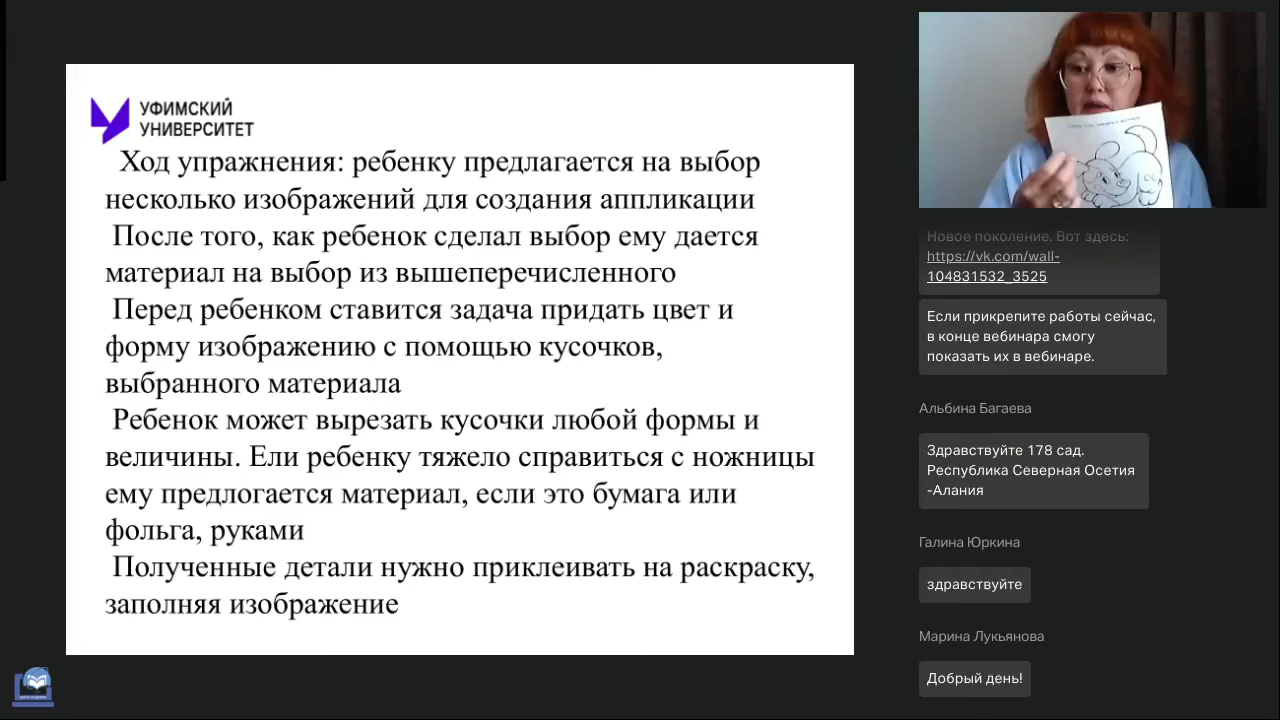 УФИМСКИЙ
УНИВЕРСИТЕТ
Ход упражнения: ребенку предлагается на выбор
несколько изображений для создания аппликации
После того, как ребенок сделал выбор ему дается
материал на выбор из вышеперечисленного
Перед ребенком ставится задача придать цвет и
форму изображению с помощью кусочков,
выбранного материала
Ребенок может вырезать кусочки любой формы и
величины. Ели ребенку тяжело справиться с ножницы
ему предлогается материал, если это бумага или
фольга, руками
Полученные детали нужно приклеивать на раскраску,
заполняя изображение
Новое поколение. Вот здесь:
https://vk.com/wall-
104831532_3525
Если прикрепите работы сейчас,
в конце вебинара смогу
показать их в вебинаре.
Альбина Багаева
Здравствуйте 178 сад.
Республика Северная Осетия
-Алания
Галина Юркина
здравствуйте
Марина Лукьянова
Добрый день!